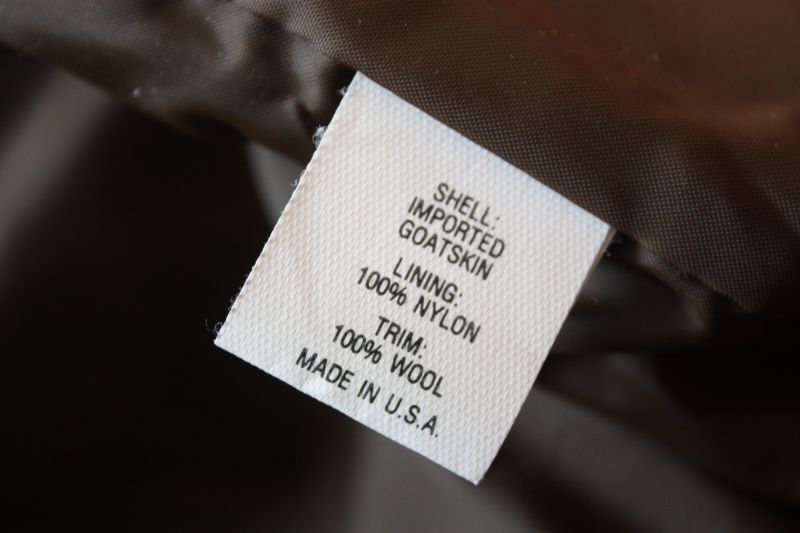 SHELL:
IMPORTED
GOATSKIN
LINING:
100% NYLON
TRIM:
100% WOOL
MADE IN U.S.A.